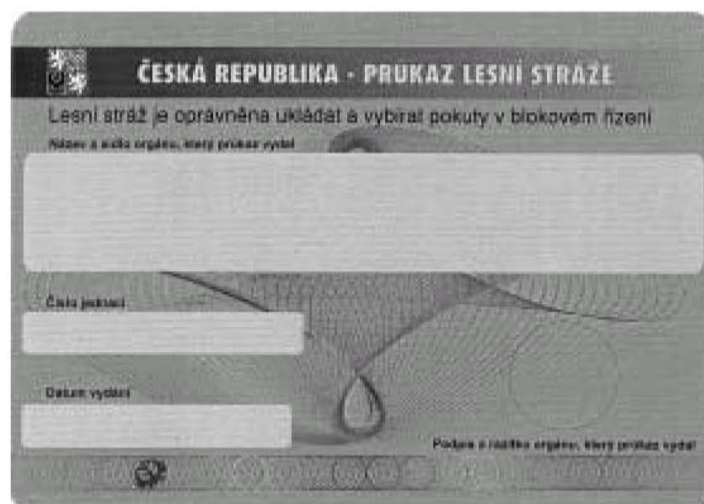 ČESKÁ REPUBLIKA - PRŮKAZ LESNÍ STRÁŽE
Lesní stráž je oprávněna ukládat a vybírat pokuty v blokovém řízení
Název a sídlo orgánu, který průkaz vydal
Číslo jednací
Datum vydání
Podpis a razítko orgánu, který průkaz vydal